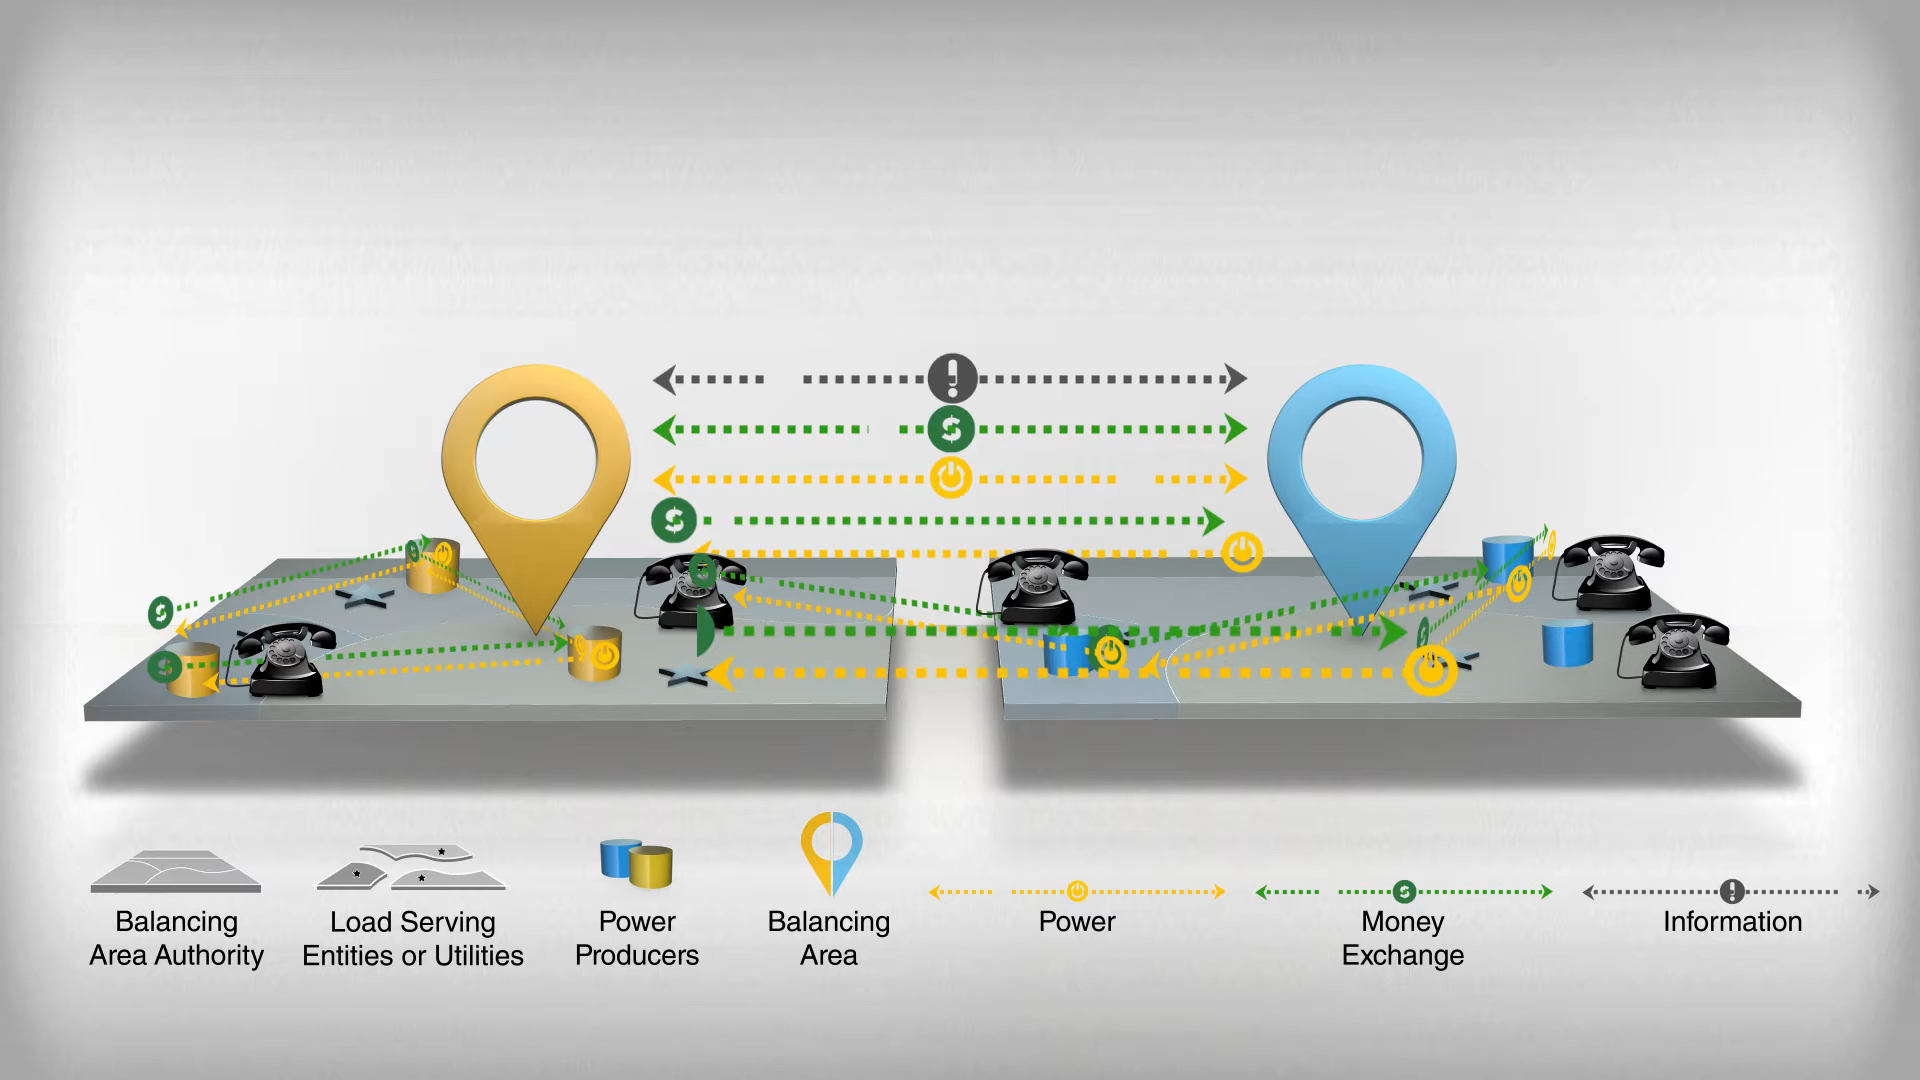 Balancing
Area Authority
Load Serving
Entities or Utilities
Power
Producers
Balancing
Area
Power
Money
Exchange
Information